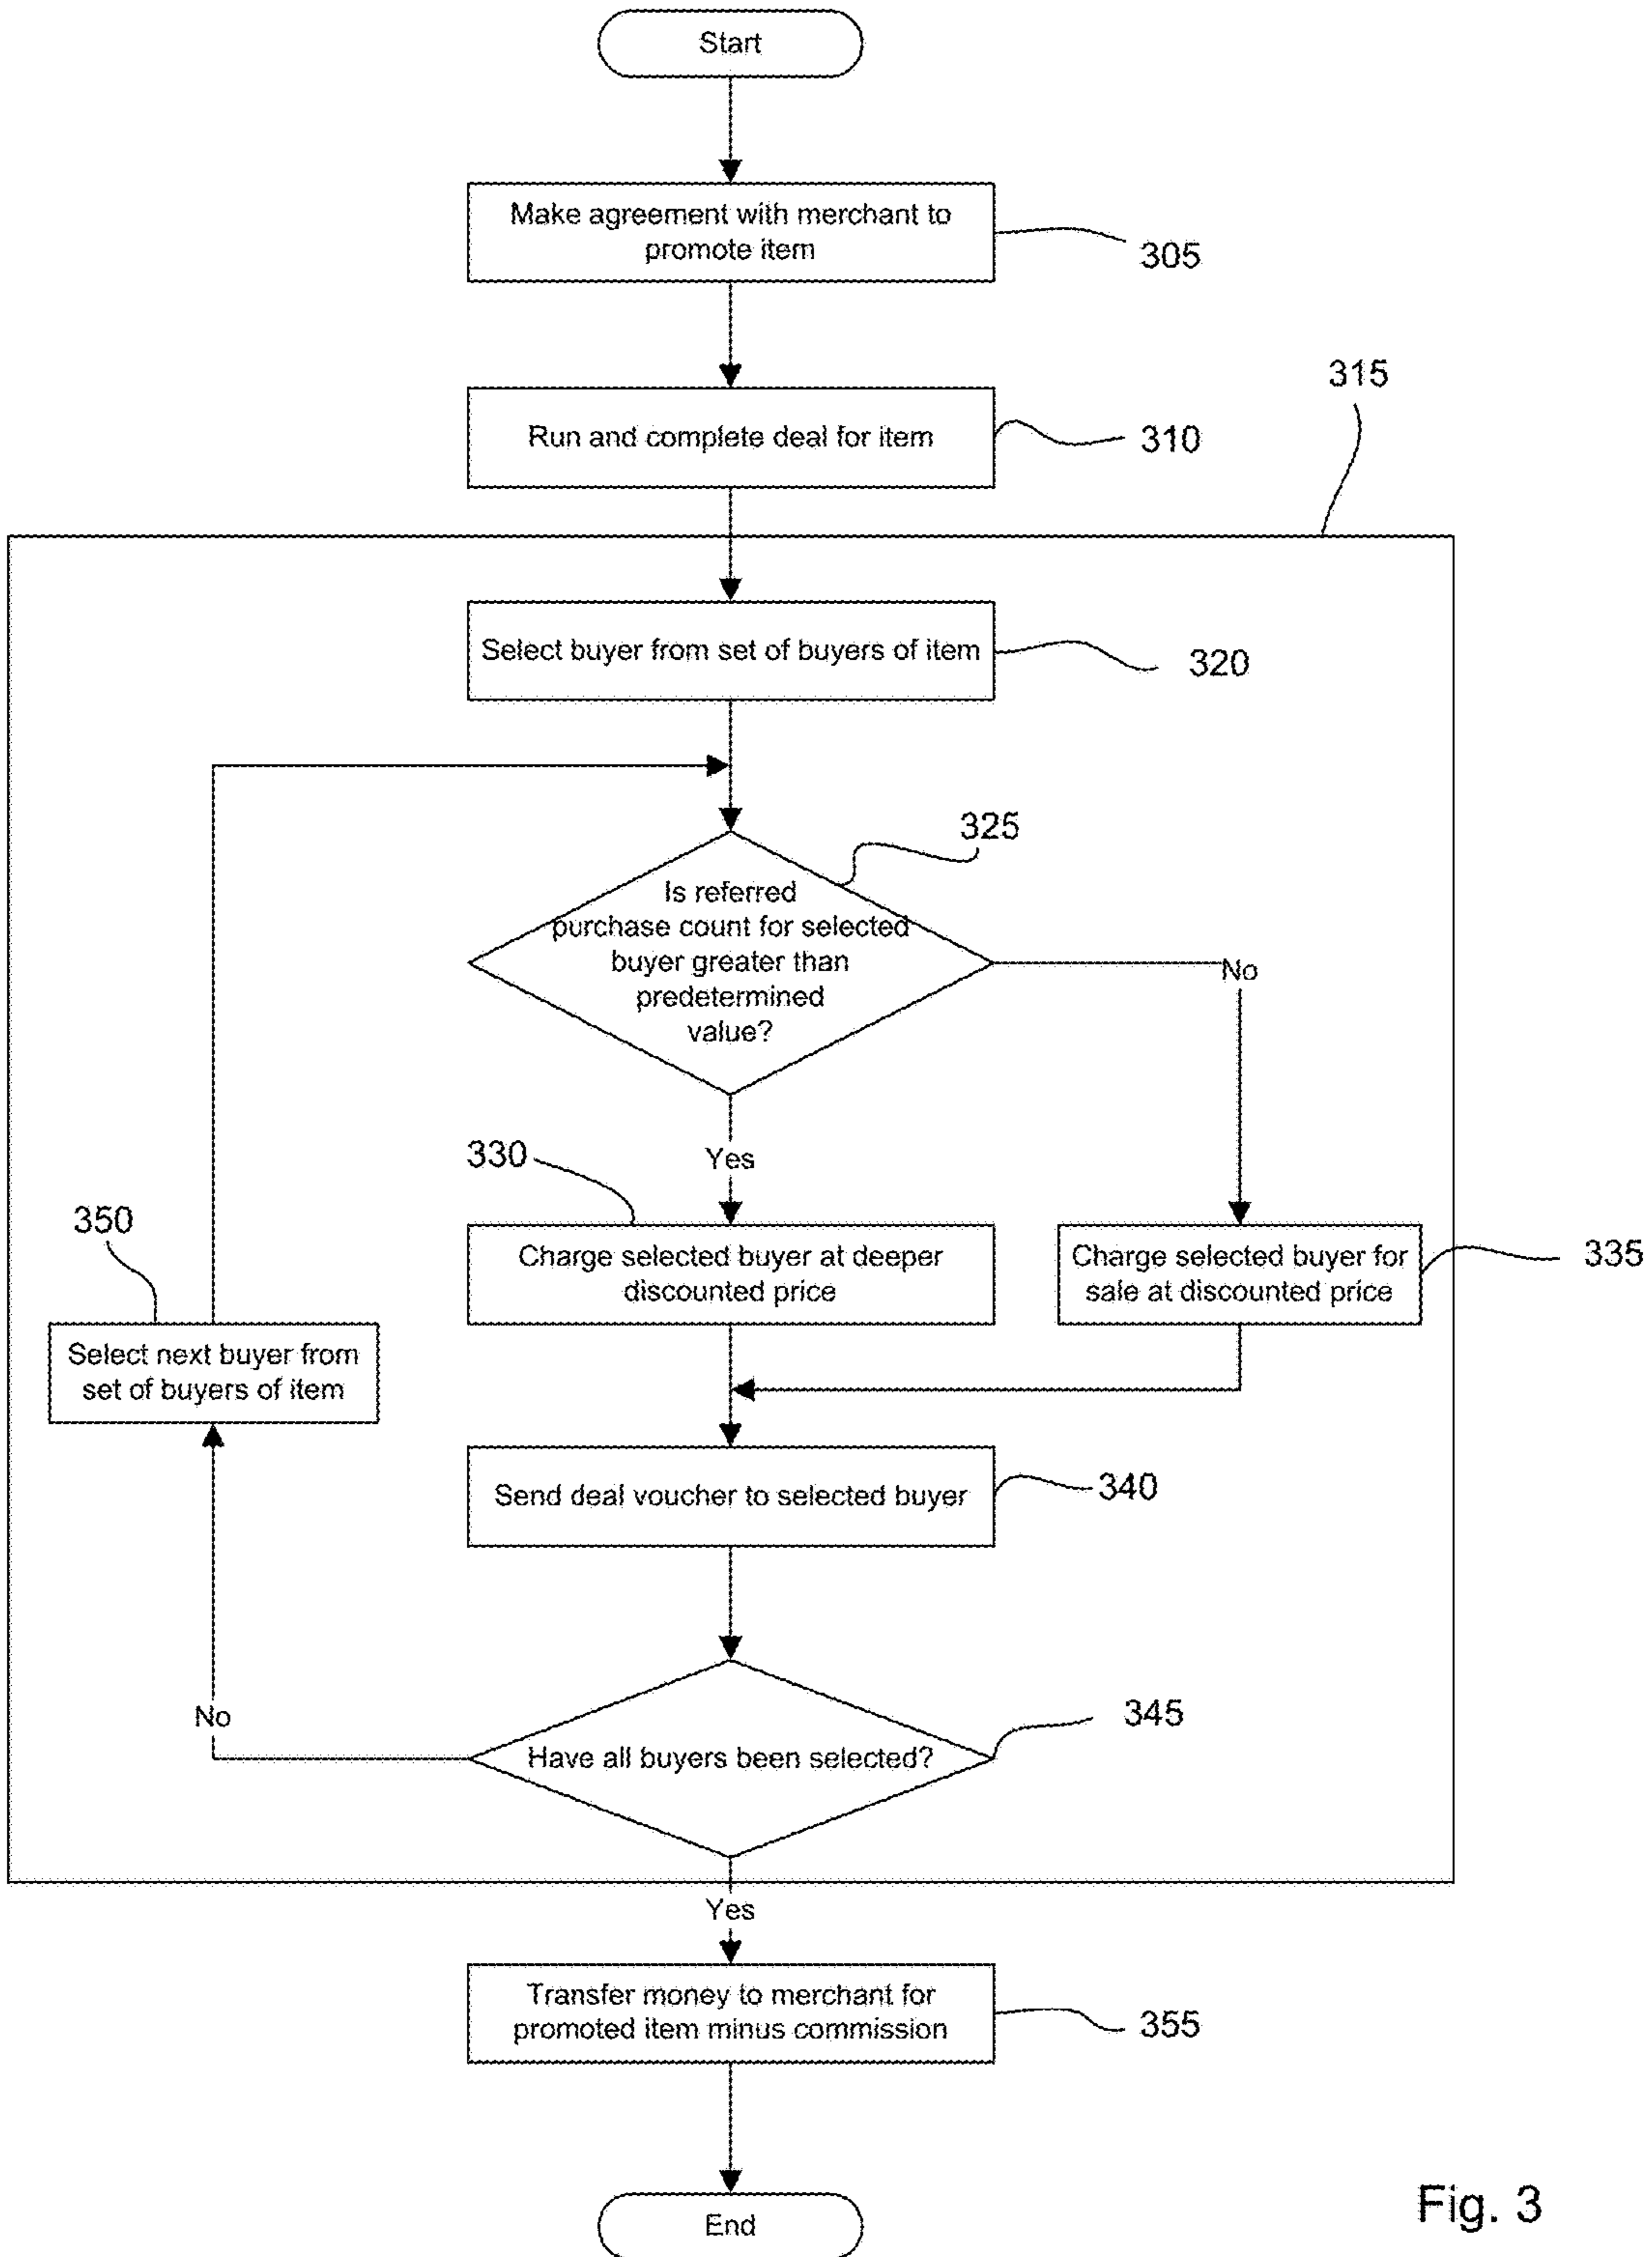 Start
Make agreement with merchant to
promote item
305
Run and complete deal for item
310
315
Select buyer from set of buyers of item
320
325
Is referred
purchase count for selected
buyer greater than
predetermined
value?
No
Yes
330
Charge selected buyer at deeper
discounted price
Charge selected buyer for
sale at discounted price
335
350
Select next buyer from
set of buyers of item
Send deal voucher to selected buyer
340
No
Have all buyers been selected?
345
Yes
Transfer money to merchant for
promoted item minus commission
355
End
Fig. 3